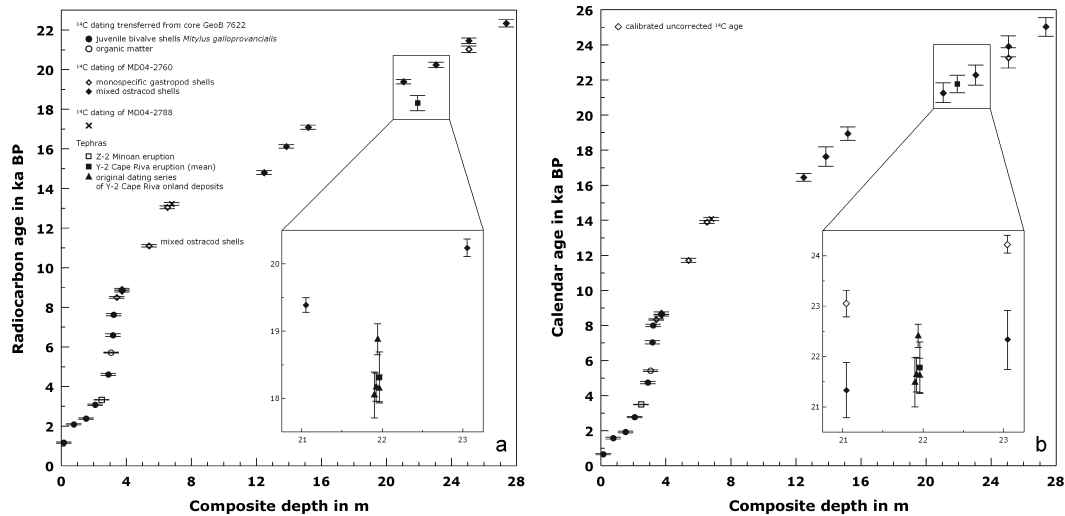 ¹⁴C dating trensferred from core GeoB 7622
juvenile bivalve shells Mitylus galloprovancialis
organic matter
¹⁴C dating of MD04-2760
monospecific gastropod shells
mixed ostracod shells
¹⁴C dating of MD04-2788
Tephras
Z-2 Minoan eruption
Y-2 Cape Riva eruption (mean)
original dating series
of Y-2 Cape Riva onland deposits
mixed ostracod shells
Radiocarbon age in ka BP
22
20
18
16
14
12
10
8
6
4
2
0
0 4 8 12 16 20 24 28
Composite depth in m
20
19
18
21 22 23
a
calibrated uncorrected ¹⁴C age
Calendar age in ka BP
26
24
22
20
18
16
14
12
10
8
6
4
2
0
0 4 8 12 16 20 24 28
Composite depth in m
24
23
22
21
21 22 23
b